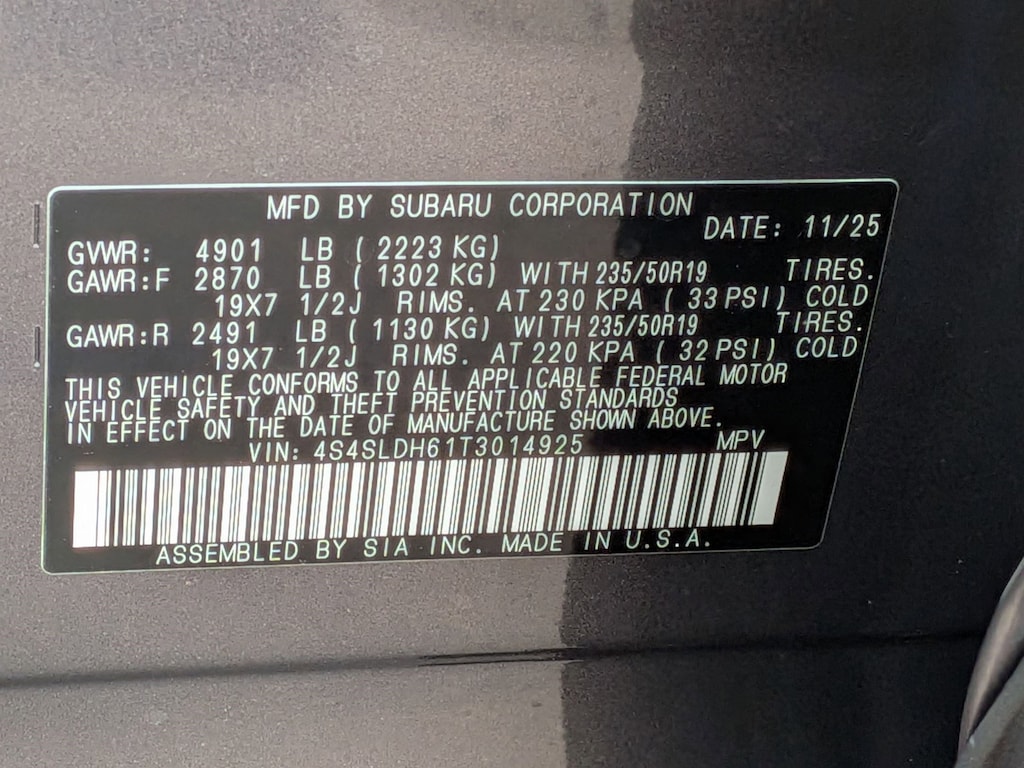 MFD BY SUBARU CORPORATION
DATE: 11/25
GVWR: 4901 LB ( 2223 KG)
GAWR:F 2870 LB ( 1302 KG) WITH 235/50R19 TIRES.
19X7 1/2J RIMS. AT 230 KPA ( 33 PSI) COLD
GAWR:R 2491 LB ( 1130 KG) WITH 235/50R19 TIRES.
19X7 1/2J RIMS. AT 220 KPA ( 32 PSI) COLD
THIS VEHICLE CONFORMS TO ALL APPLICABLE FEDERAL MOTOR
VEHICLE SAFETY AND THEFT PREVENTION STANDARDS
IN EFFECT ON THE DATE OF MANUFACTURE SHOWN ABOVE.
VIN: 4S4SLDH61T3014925 MPV
ASSEMBLED BY SIA INC. MADE IN U.S.A.